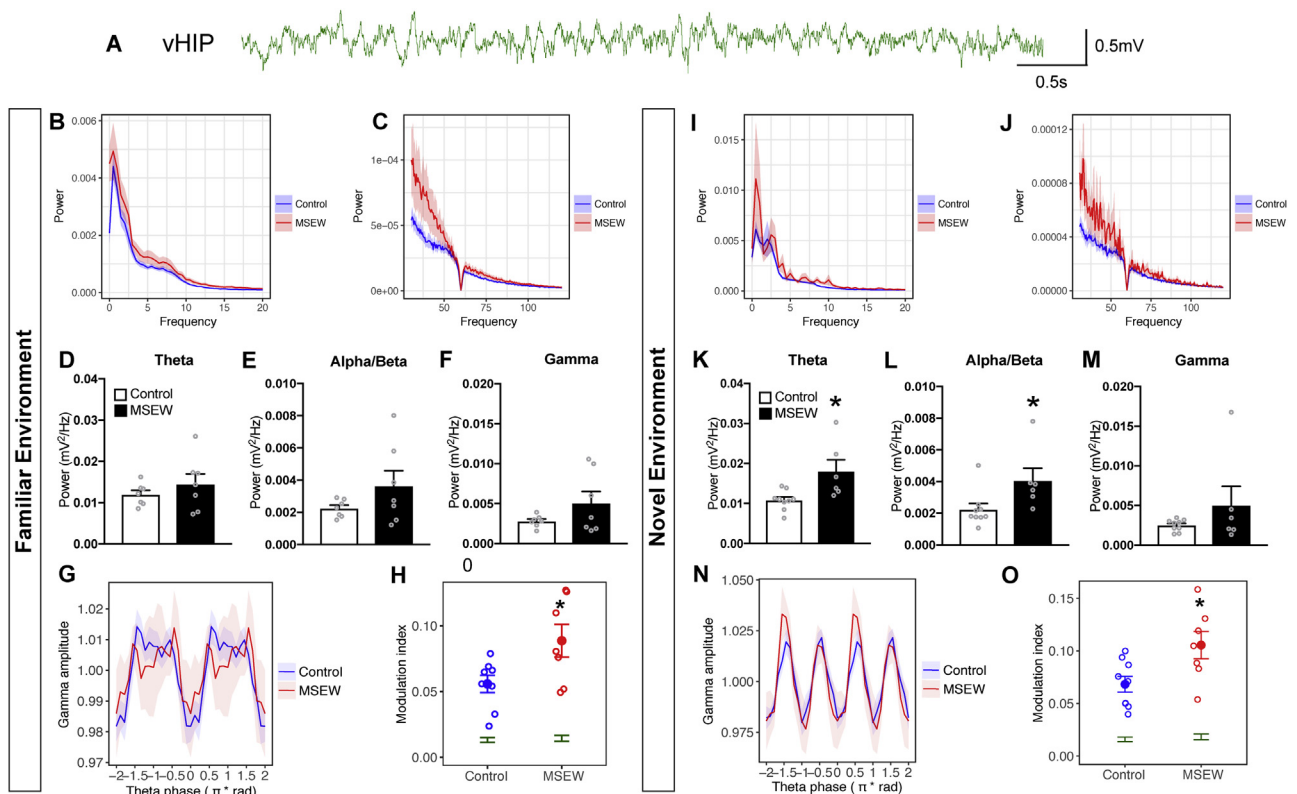 A vHIP
0.5mV
0.5s
Familiar Environment
B
0.006
0.004
0.002
0.000
Power
0 5 10 15 20
Frequency
Control
MSEW
C
1e−04
5e−05
0e+00
Power
50 75 100
Frequency
Control
MSEW
D Theta
0.04
0.03
0.02
0.01
0.00
Power (mV²/Hz)
Control
MSEW
E Alpha/Beta
0.010
0.008
0.006
0.004
0.002
0.000
Power (mV²/Hz)
F Gamma
0.020
0.015
0.010
0.005
0.000
Power (mV²/Hz)
0
G
1.02
1.01
1.00
0.99
0.98
0.97
Gamma amplitude
−2 −1.5 −1 −0.5 0 0.5 1 1.5 2
Theta phase ( π * rad)
Control
MSEW
H
*
0.10
0.05
0.00
Modulation index
Control MSEW
Novel Environment
I
0.015
0.010
0.005
0.000
Power
0 5 10 15 20
Frequency
Control
MSEW
J
0.00012
0.00008
0.00004
0.00000
Power
50 75 100
Frequency
Control
MSEW
K Theta
0.04
0.03
0.02
0.01
0.00
Power (mV²/Hz)
Control
MSEW
*
L Alpha/Beta
0.010
0.008
0.006
0.004
0.002
0.000
Power (mV²/Hz)
*
M Gamma
0.020
0.015
0.010
0.005
0.000
Power (mV²/Hz)
N
1.050
1.025
1.000
0.975
Gamma amplitude
−2 −1.5 −1 −0.5 0 0.5 1 1.5 2
Theta phase ( π * rad)
Control
MSEW
O
*
0.15
0.10
0.05
0.00
Modulation index
Control MSEW